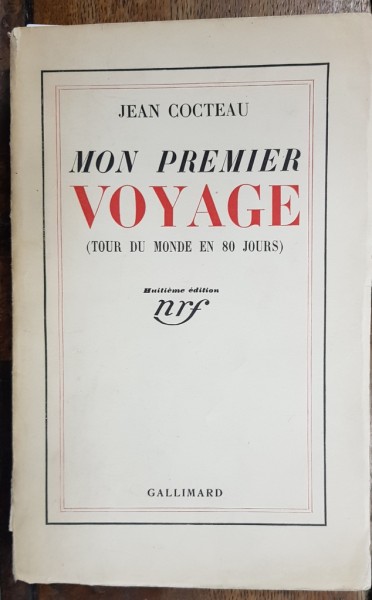 JEAN COCTEAU
MON PREMIER
VOYAGE
(TOUR DU MONDE EN 80 JOURS)
Huitième édition
nrf
GALLIMARD